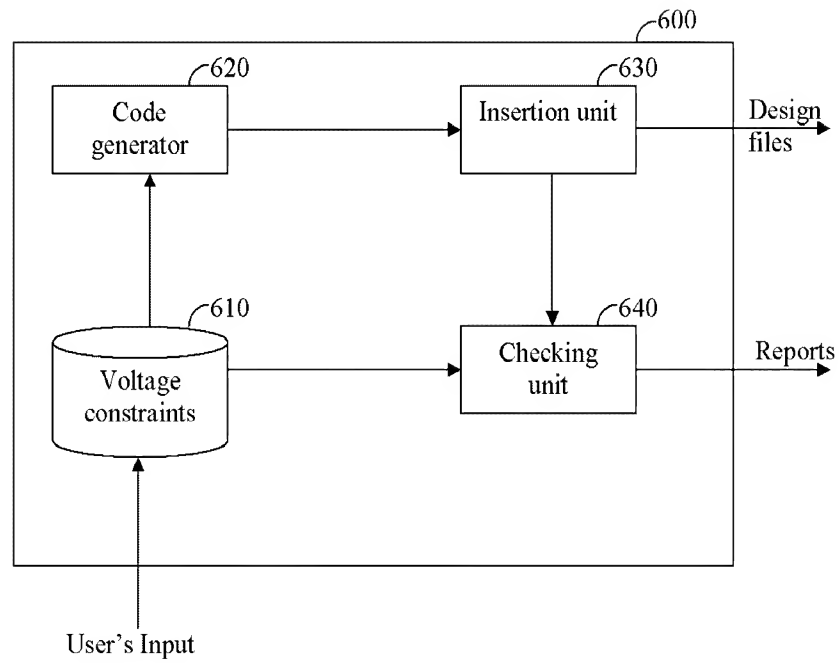 600
620
630
Code
generator
Insertion unit
Design
files
610
640
Voltage
constraints
Checking
unit
Reports
User's Input